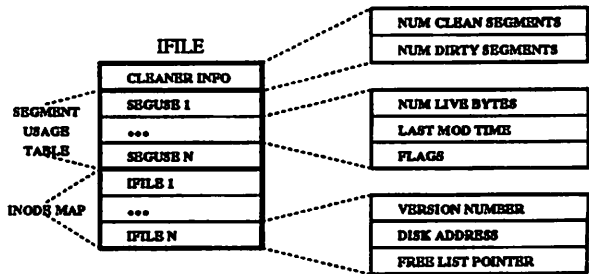 NUM CLEAN SEGMENTS
NUM DIRTY SEGMENTS
IFILE
CLEANER INFO
SEGUSE 1
...
SEGUSE N
IFILE 1
...
IFILE N
SEGMENT
USAGE
TABLE
INODE MAP
NUM LIVE BYTES
LAST MOD TIME
FLAGS
VERSION NUMBER
DISK ADDRESS
FREE LIST POINTER